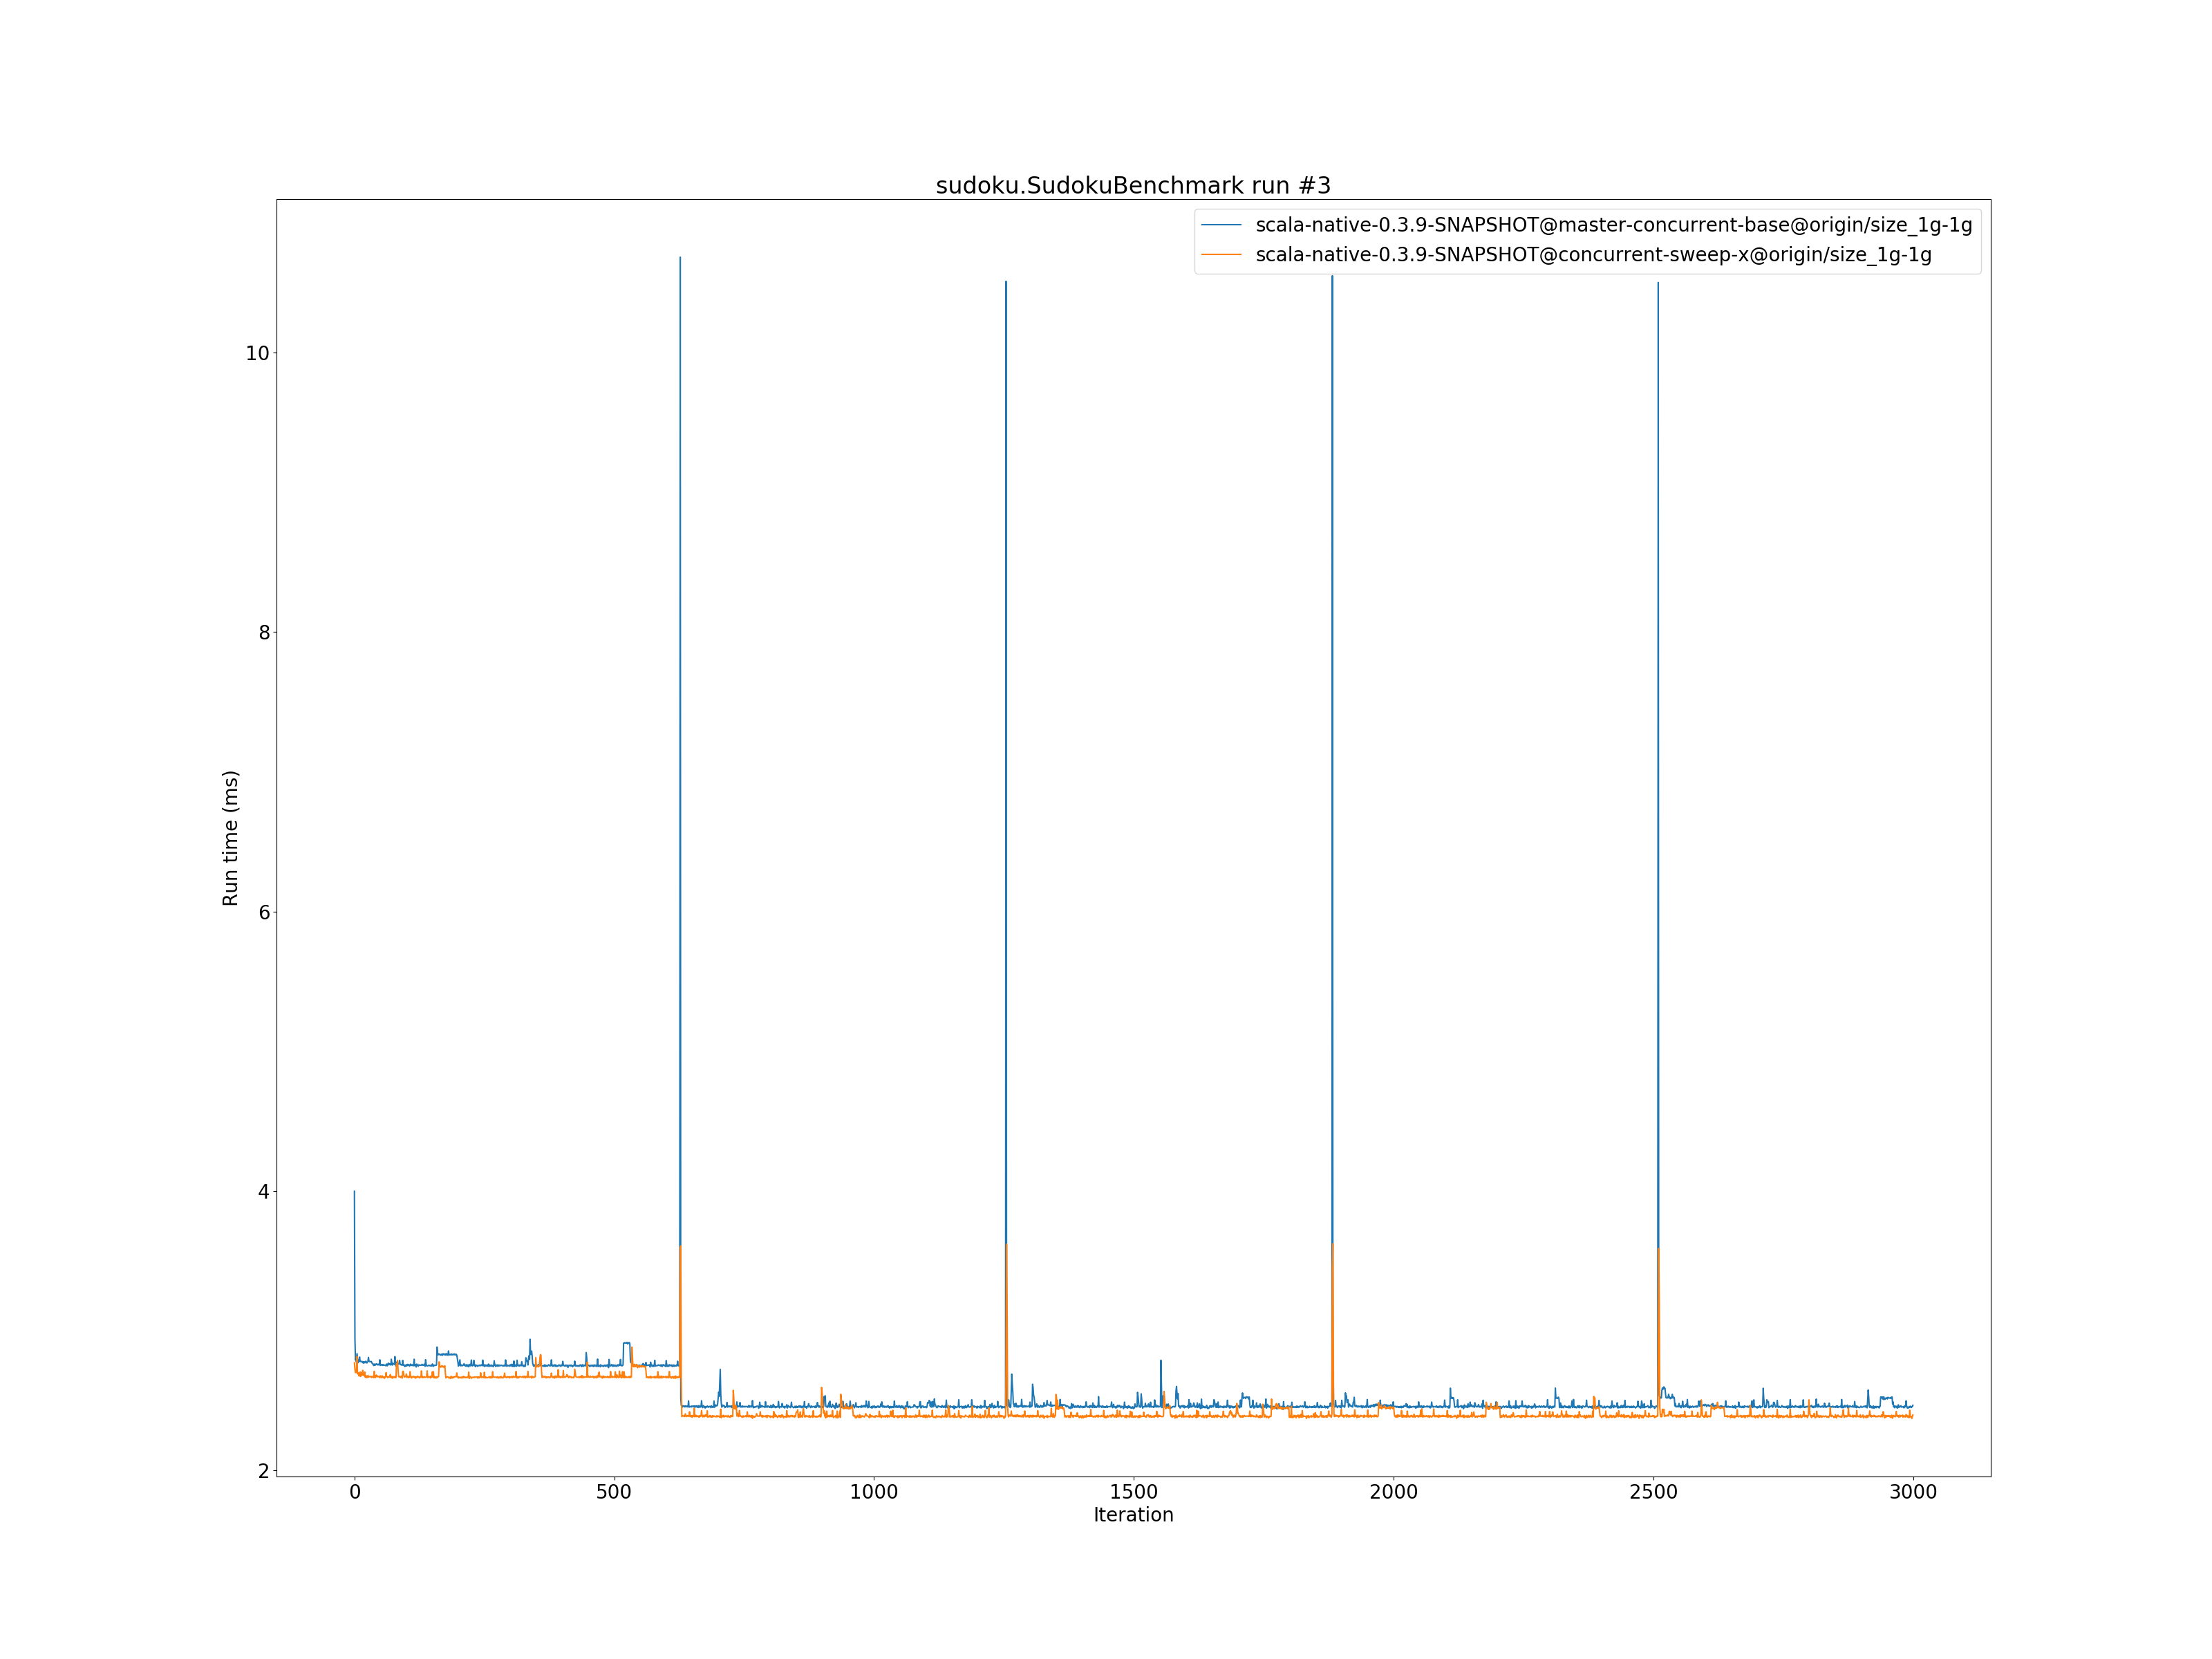 sudoku.SudokuBenchmark run #3
scala-native-0.3.9-SNAPSHOT@master-concurrent-base@origin/size_1g-1g
scala-native-0.3.9-SNAPSHOT@concurrent-sweep-x@origin/size_1g-1g
10
8
6
4
2
Run time (ms)
0 500 1000 1500 2000 2500 3000
Iteration